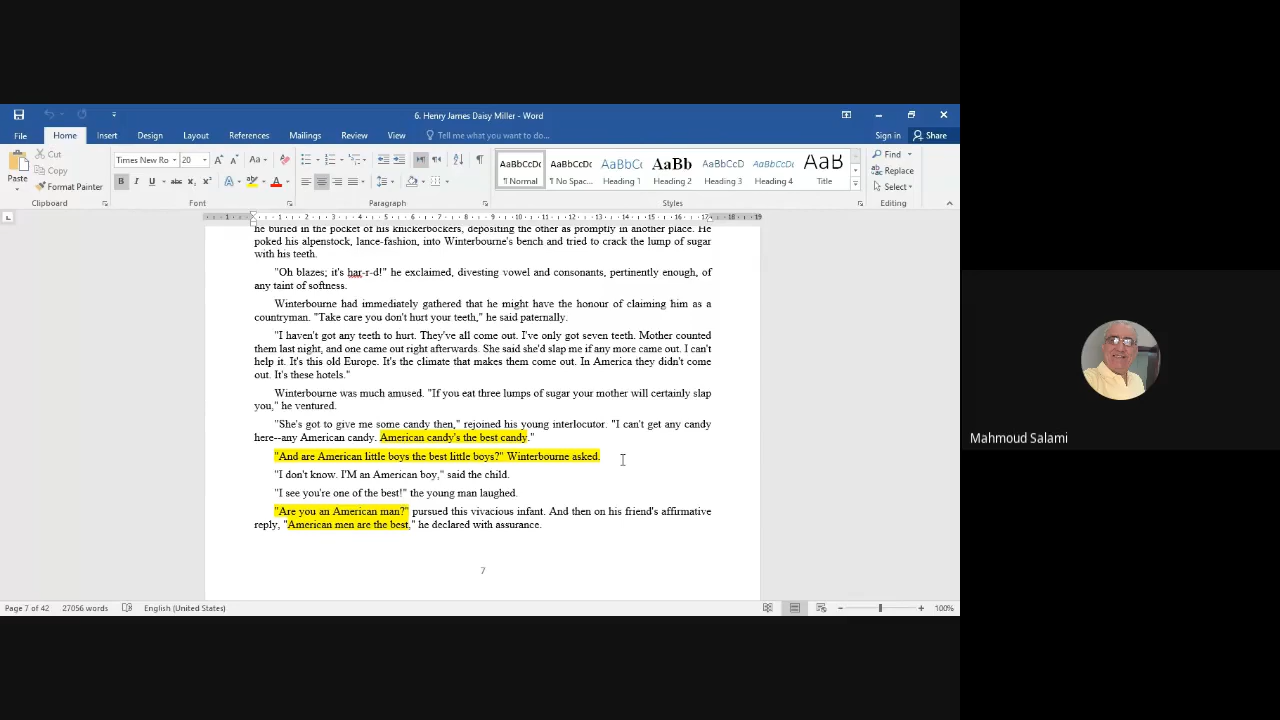 6. Henry James Daisy Miller - Word
File Home Insert Design Layout References Mailings Review View Tell me what you want to do... Sign in Share
Cut
Copy
Paste
Format Painter
Times New Ro 20
AaBbCcDc AaBbCcDc AaBbC AaBb AaBbCcD AaBbCcD AaB
¶ Normal ¶ No Spac... Heading 1 Heading 2 Heading 3 Heading 4 Title
Find
Replace
Select
Clipboard Font Paragraph Styles Editing
he buried in the pocket of his knickerbockers, depositing the other as promptly in another place. He
poked his alpenstock, lance-fashion, into Winterbourne's bench and tried to crack the lump of sugar
with his teeth.
"Oh blazes; it's har-r-d!" he exclaimed, divesting vowel and consonants, pertinently enough, of
any taint of softness.
Winterbourne had immediately gathered that he might have the honour of claiming him as a
countryman. "Take care you don't hurt your teeth," he said paternally.
"I haven't got any teeth to hurt. They've all come out. I've only got seven teeth. Mother counted
them last night, and one came out right afterwards. She said she'd slap me if any more came out. I can't
help it. It's this old Europe. It's the climate that makes them come out. In America they didn't come
out. It's these hotels."
Winterbourne was much amused. "If you eat three lumps of sugar your mother will certainly slap
you," he ventured.
"She's got to give me some candy then," rejoined his young interlocutor. "I can't get any candy
here--any American candy. American candy's the best candy."
"And are American little boys the best little boys?" Winterbourne asked.
"I don't know. I'M an American boy," said the child.
"I see you're one of the best!" the young man laughed.
"Are you an American man?" pursued this vivacious infant. And then on his friend's affirmative
reply, "American men are the best," he declared with assurance.
7
Page 7 of 42 27056 words English (United States) 100%
Mahmoud Salami